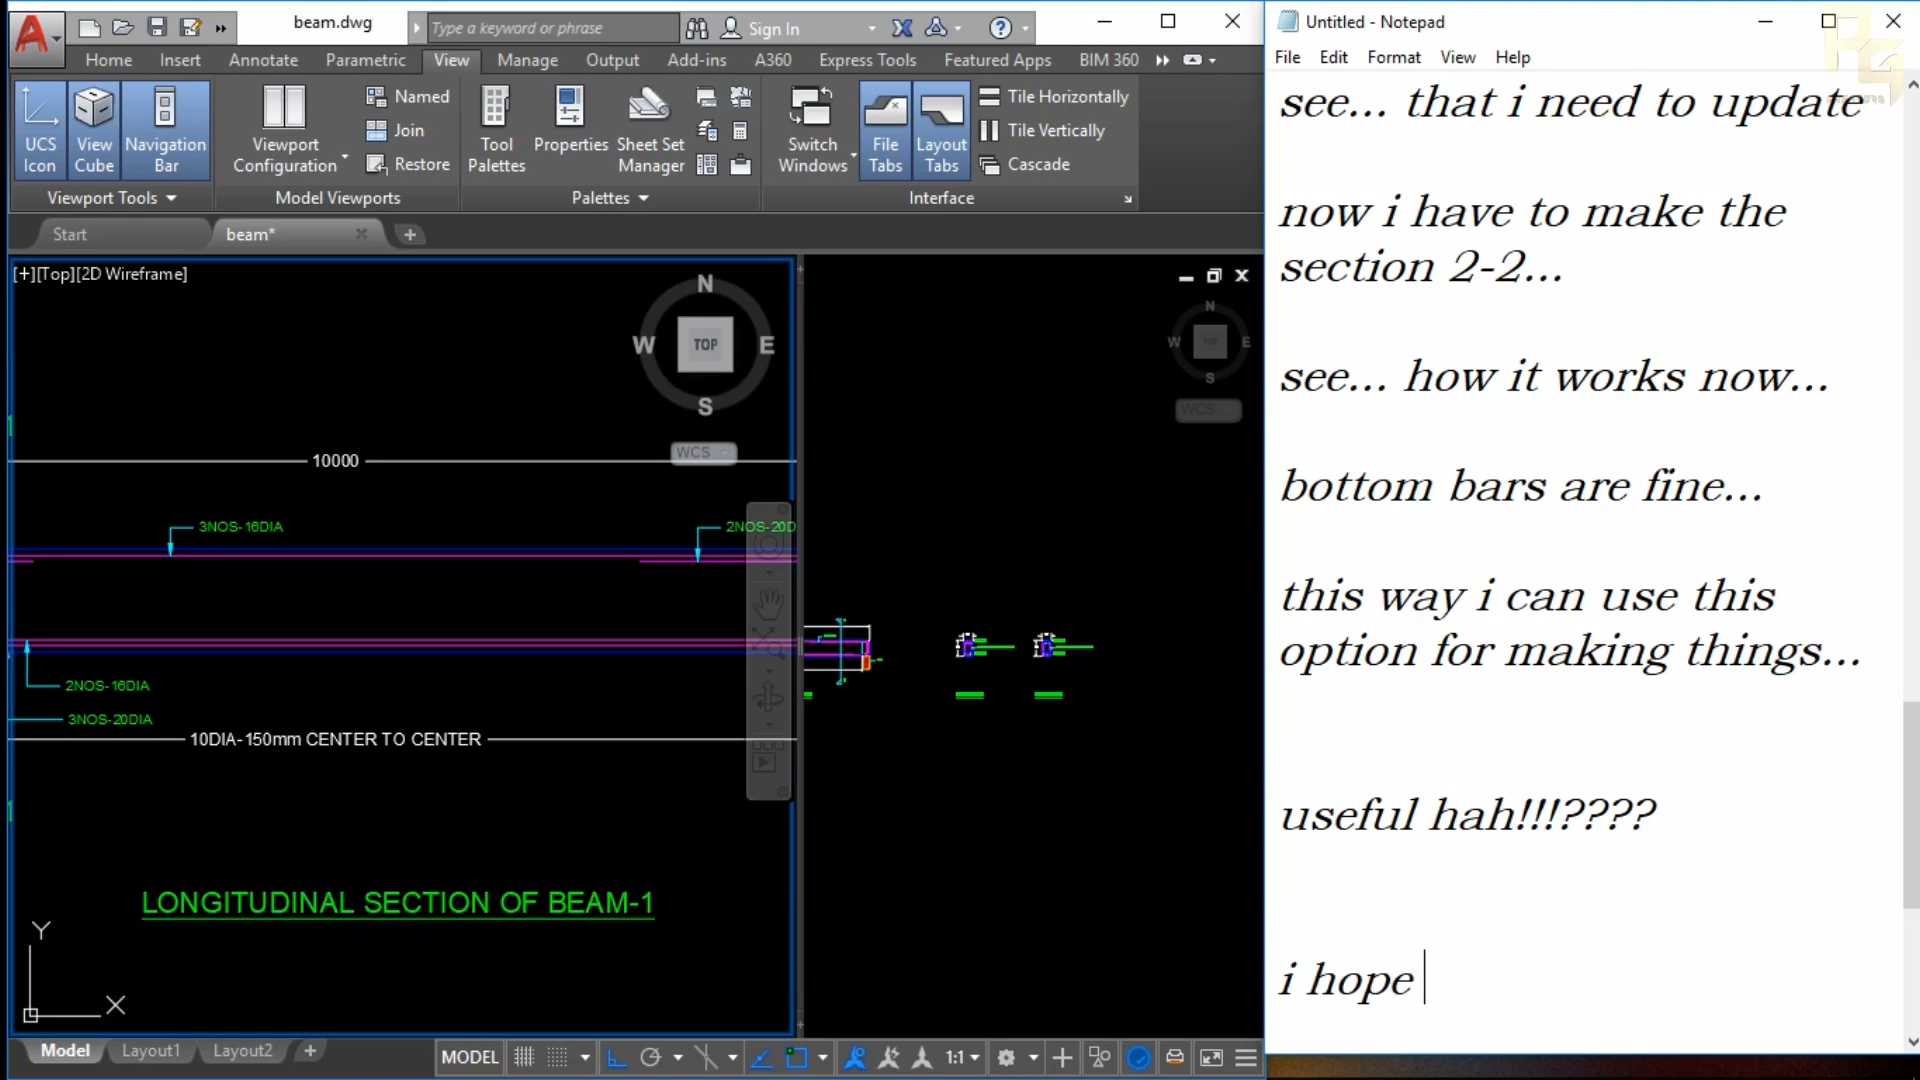 beam.dwg
Type a keyword or phrase
Sign In
Home Insert Annotate Parametric View Manage Output Add-ins A360 Express Tools Featured Apps BIM 360
UCS Icon
View Cube
Navigation Bar
Viewport Configuration
Named
Join
Restore
Tool Palettes
Properties
Sheet Set Manager
Switch Windows
File Tabs
Layout Tabs
Tile Horizontally
Tile Vertically
Cascade
Viewport Tools
Model Viewports
Palettes
Interface
Start
beam*
[+][Top][2D Wireframe]
N
W TOP E
S
WCS
N
W E
S
WCS
10000
3NOS-16DIA
2NOS-20D
2NOS-16DIA
3NOS-20DIA
10DIA-150mm CENTER TO CENTER
LONGITUDINAL SECTION OF BEAM-1
Y
X
Model Layout1 Layout2
MODEL
1:1
Untitled - Notepad
File Edit Format View Help
see... that i need to update
now i have to make the
section 2-2...
see... how it works now...
bottom bars are fine...
this way i can use this
option for making things...
useful hah!!!????
i hope